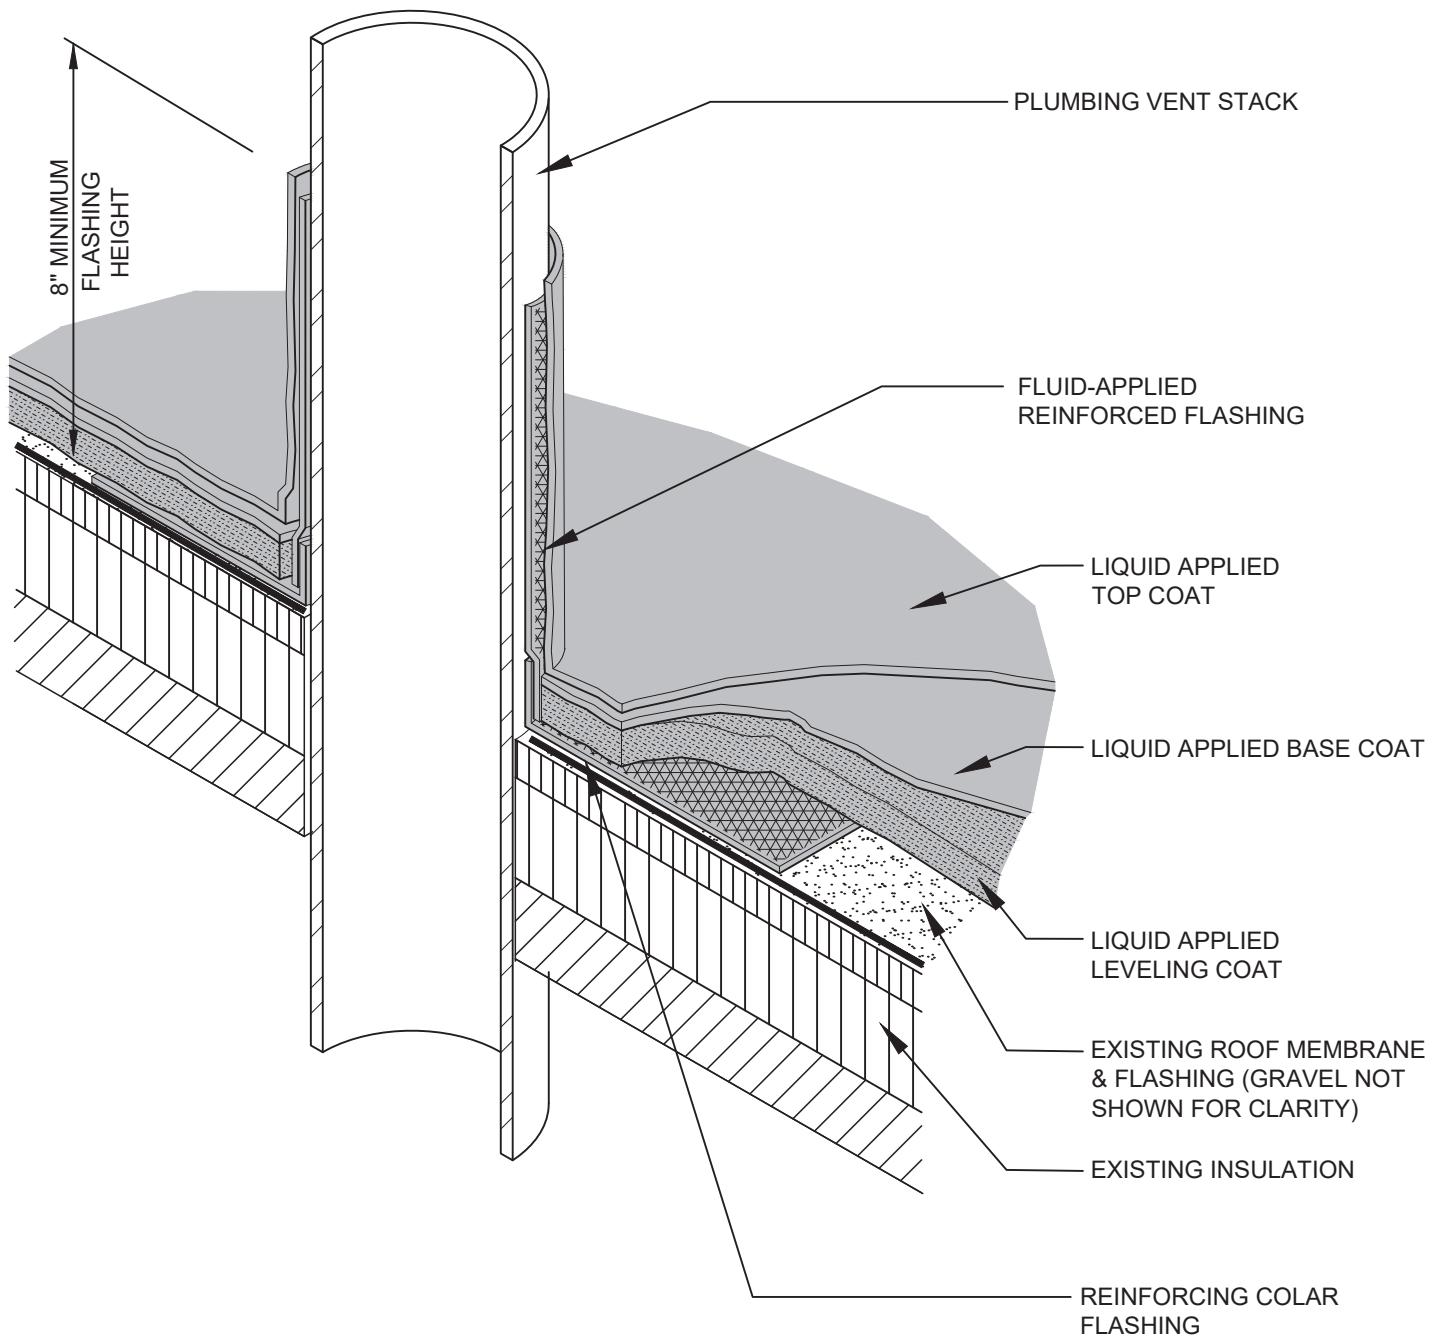 PLUMBING VENT STACK
8" MINIMUM
FLASHING
HEIGHT
FLUID-APPLIED
REINFORCED FLASHING
LIQUID APPLIED
TOP COAT
LIQUID APPLIED BASE COAT
LIQUID APPLIED
LEVELING COAT
EXISTING ROOF MEMBRANE
& FLASHING (GRAVEL NOT
SHOWN FOR CLARITY)
EXISTING INSULATION
REINFORCING COLAR
FLASHING